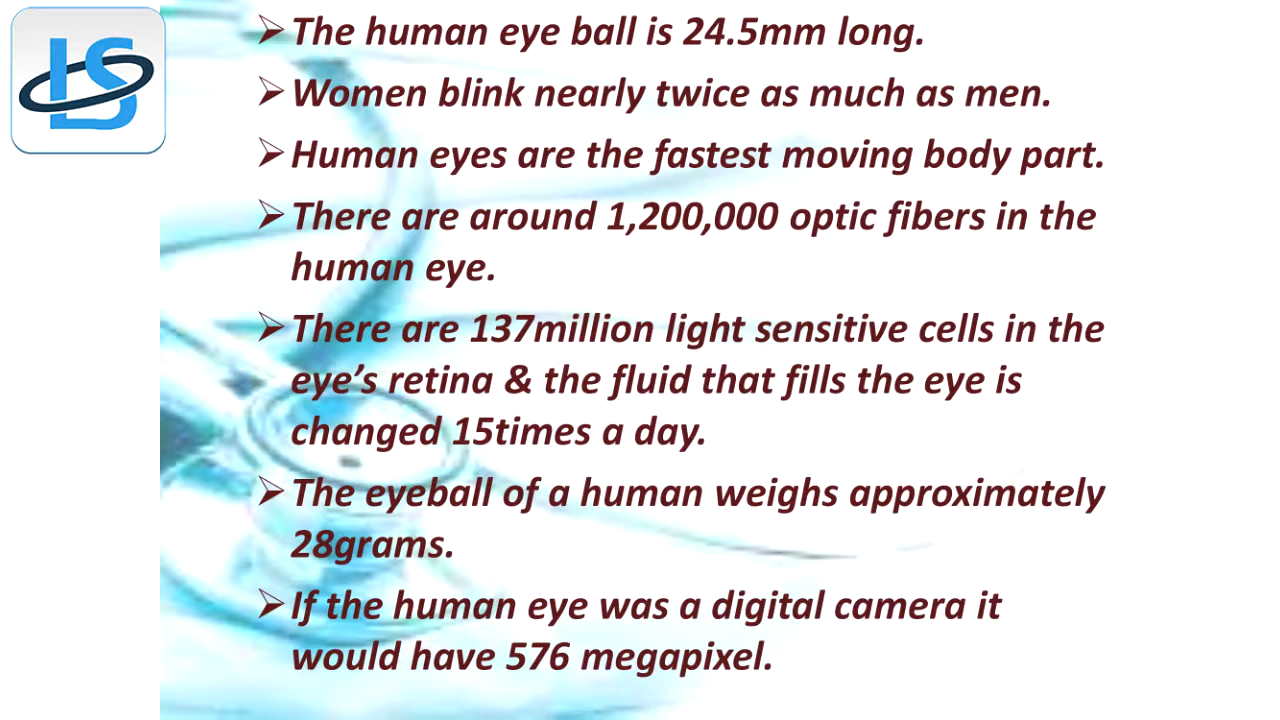 LS
➢ The human eye ball is 24.5mm long.
➢ Women blink nearly twice as much as men.
➢ Human eyes are the fastest moving body part.
➢ There are around 1,200,000 optic fibers in the
human eye.
➢ There are 137million light sensitive cells in the
eye’s retina & the fluid that fills the eye is
changed 15times a day.
➢ The eyeball of a human weighs approximately
28grams.
➢ If the human eye was a digital camera it
would have 576 megapixel.